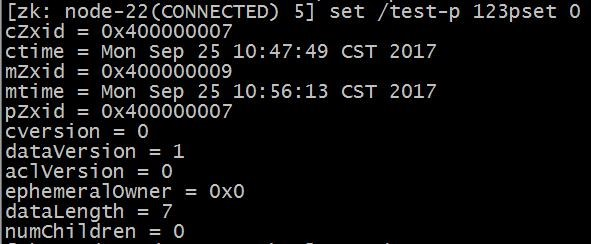 [zk: node-22(CONNECTED) 5] set /test-p 123pset 0
cZxid = 0x400000007
ctime = Mon Sep 25 10:47:49 CST 2017
mZxid = 0x400000009
mtime = Mon Sep 25 10:56:13 CST 2017
pZxid = 0x400000007
cversion = 0
dataVersion = 1
aclVersion = 0
ephemeralOwner = 0x0
dataLength = 7
numChildren = 0